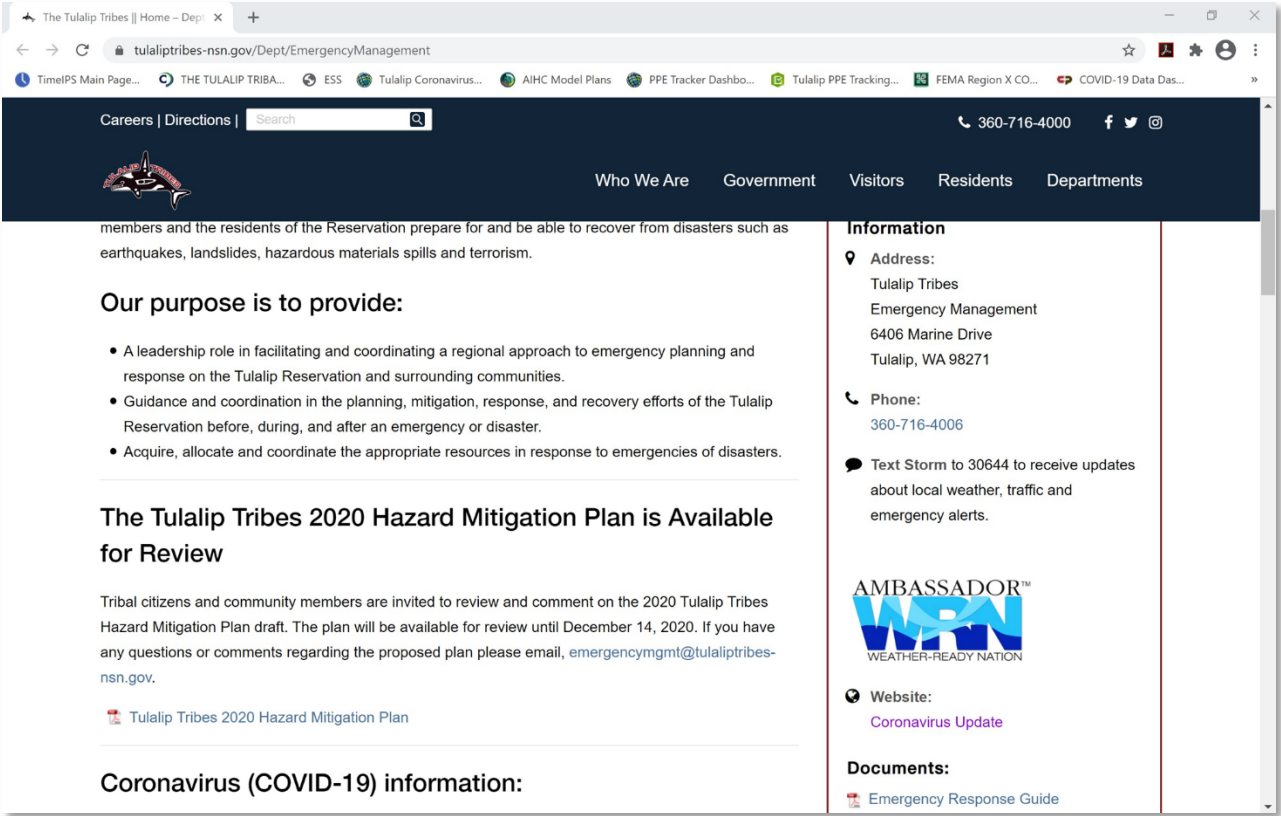 The Tulalip Tribes || Home – Dept
tulaliptribes-nsn.gov/Dept/EmergencyManagement
TimeIPS Main Page...
THE TULALIP TRIBA...
ESS
Tulalip Coronavirus...
AIHC Model Plans
PPE Tracker Dashbo...
Tulalip PPE Tracking...
FEMA Region X CO...
COVID-19 Data Das...
»
Careers | Directions |
Search
360-716-4000
TULALIP TRIBES
Who We Are
Government
Visitors
Residents
Departments
members and the residents of the Reservation prepare for and be able to recover from disasters such as
earthquakes, landslides, hazardous materials spills and terrorism.
Our purpose is to provide:
• A leadership role in facilitating and coordinating a regional approach to emergency planning and
response on the Tulalip Reservation and surrounding communities.
• Guidance and coordination in the planning, mitigation, response, and recovery efforts of the Tulalip
Reservation before, during, and after an emergency or disaster.
• Acquire, allocate and coordinate the appropriate resources in response to emergencies of disasters.
The Tulalip Tribes 2020 Hazard Mitigation Plan is Available
for Review
Tribal citizens and community members are invited to review and comment on the 2020 Tulalip Tribes
Hazard Mitigation Plan draft. The plan will be available for review until December 14, 2020. If you have
any questions or comments regarding the proposed plan please email, emergencymgmt@tulaliptribes-
nsn.gov.
Tulalip Tribes 2020 Hazard Mitigation Plan
Coronavirus (COVID-19) information:
Information
Address:
Tulalip Tribes
Emergency Management
6406 Marine Drive
Tulalip, WA 98271
Phone:
360-716-4006
Text Storm to 30644 to receive updates
about local weather, traffic and
emergency alerts.
AMBASSADOR™
WRN
WEATHER-READY NATION
Website:
Coronavirus Update
Documents:
Emergency Response Guide